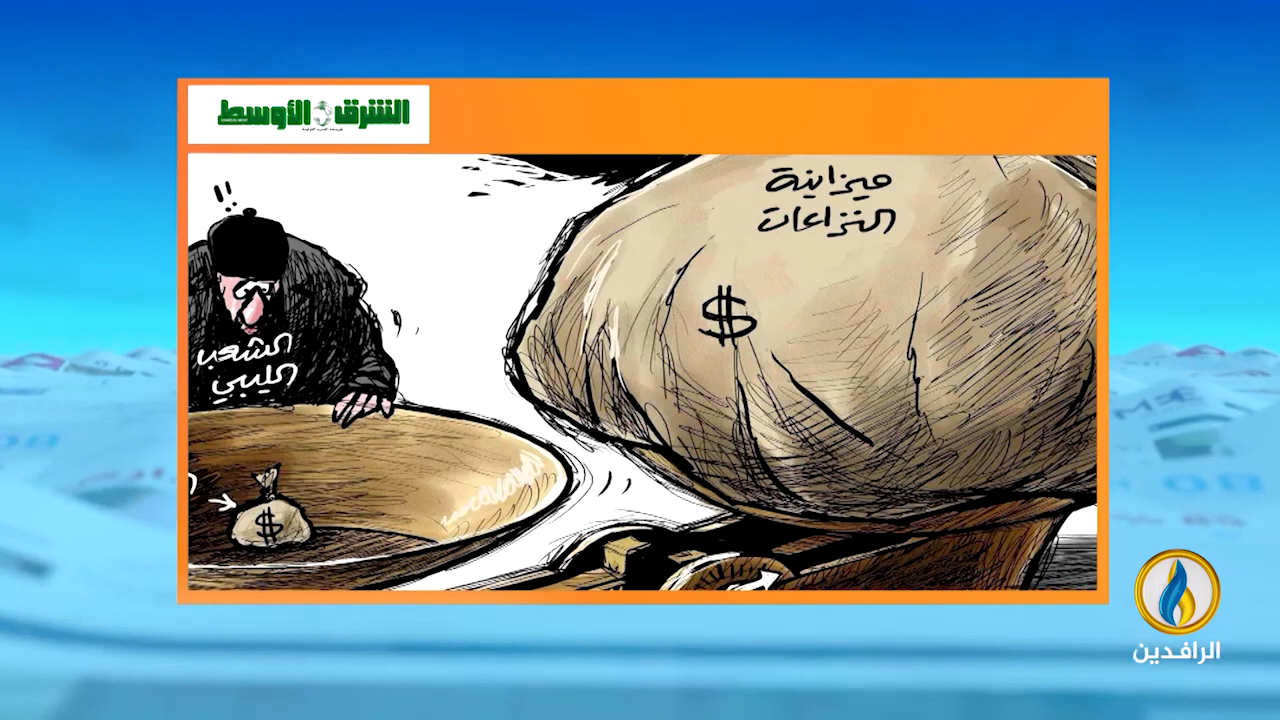 الشرق الأوسط
ميزانية
النزاعات
$
!!
الشعب
الليبي
$
الرافدين